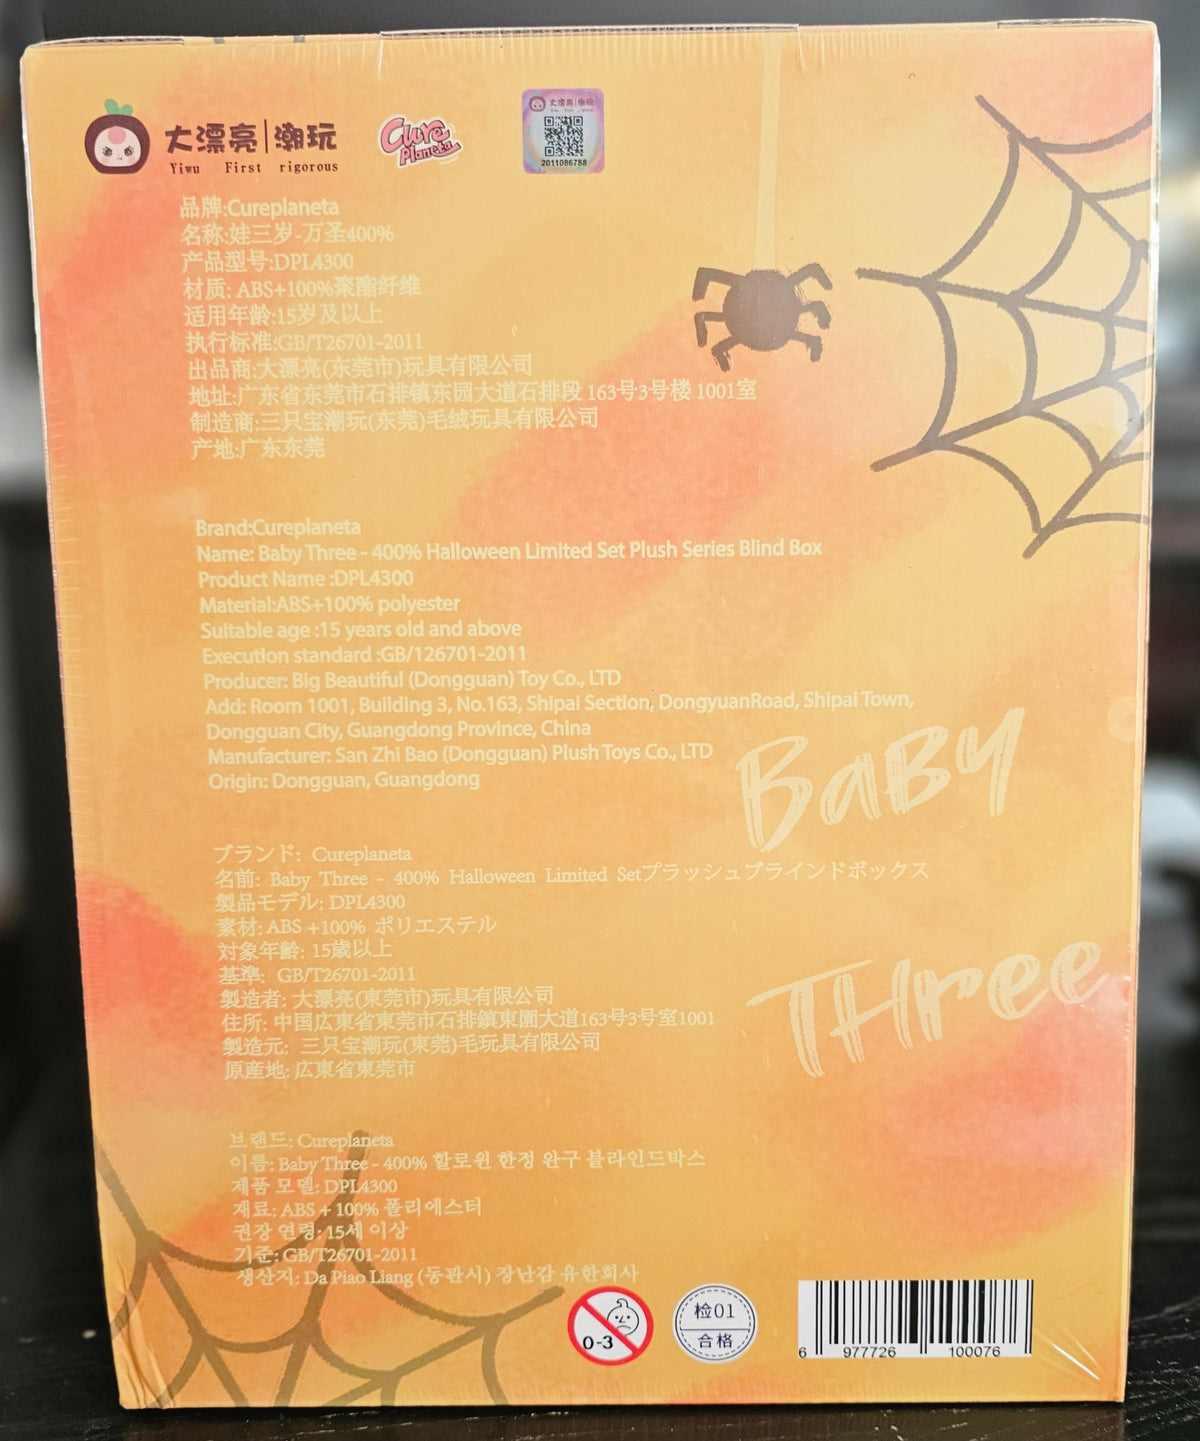 大漂亮|潮玩
Yiwu First rigorous
Cure Planeta
大漂亮|潮玩
2011086788
品牌:Cureplaneta
名称:娃三岁-万圣400%
产品型号:DPL4300
材质: ABS+100%聚酯纤维
适用年龄:15岁及以上
执行标准:GB/T26701-2011
出品商:大漂亮(东莞市)玩具有限公司
地址:广东省东莞市石排镇东园大道石排段 163号3号楼 1001室
制造商:三只宝潮玩(东莞)毛绒玩具有限公司
产地:广东东莞
Brand:Cureplaneta
Name: Baby Three - 400% Halloween Limited Set Plush Series Blind Box
Product Name :DPL4300
Material:ABS+100% polyester
Suitable age :15 years old and above
Execution standard :GB/126701-2011
Producer: Big Beautiful (Dongguan) Toy Co., LTD
Add: Room 1001, Building 3, No.163, Shipai Section, DongyuanRoad, Shipai Town,
Dongguan City, Guangdong Province, China
Manufacturer: San Zhi Bao (Dongguan) Plush Toys Co., LTD
Origin: Dongguan, Guangdong
BaBy
THree
ブランド: Cureplaneta
名前: Baby Three - 400% Halloween Limited Setプラッシュブラインドボックス
製品モデル: DPL4300
素材: ABS +100% ポリエステル
対象年齢: 15歳以上
基準: GB/T26701-2011
製造者: 大漂亮(東莞市)玩具有限公司
住所: 中国広東省東莞市石排鎮東園大道163号3号室1001
製造元: 三只宝潮玩(東莞)毛玩具有限公司
原産地: 広東省東莞市
브랜드: Cureplaneta
이름: Baby Three - 400% 할로윈 한정 완구 블라인드박스
제품 모델: DPL4300
재료: ABS + 100% 폴리에스터
권장 연령: 15세 이상
기준: GB/T26701-2011
생산지: Da Piao Liang (동관시) 장난감 유한회사
0-3
检01
合格
6 977726 100076